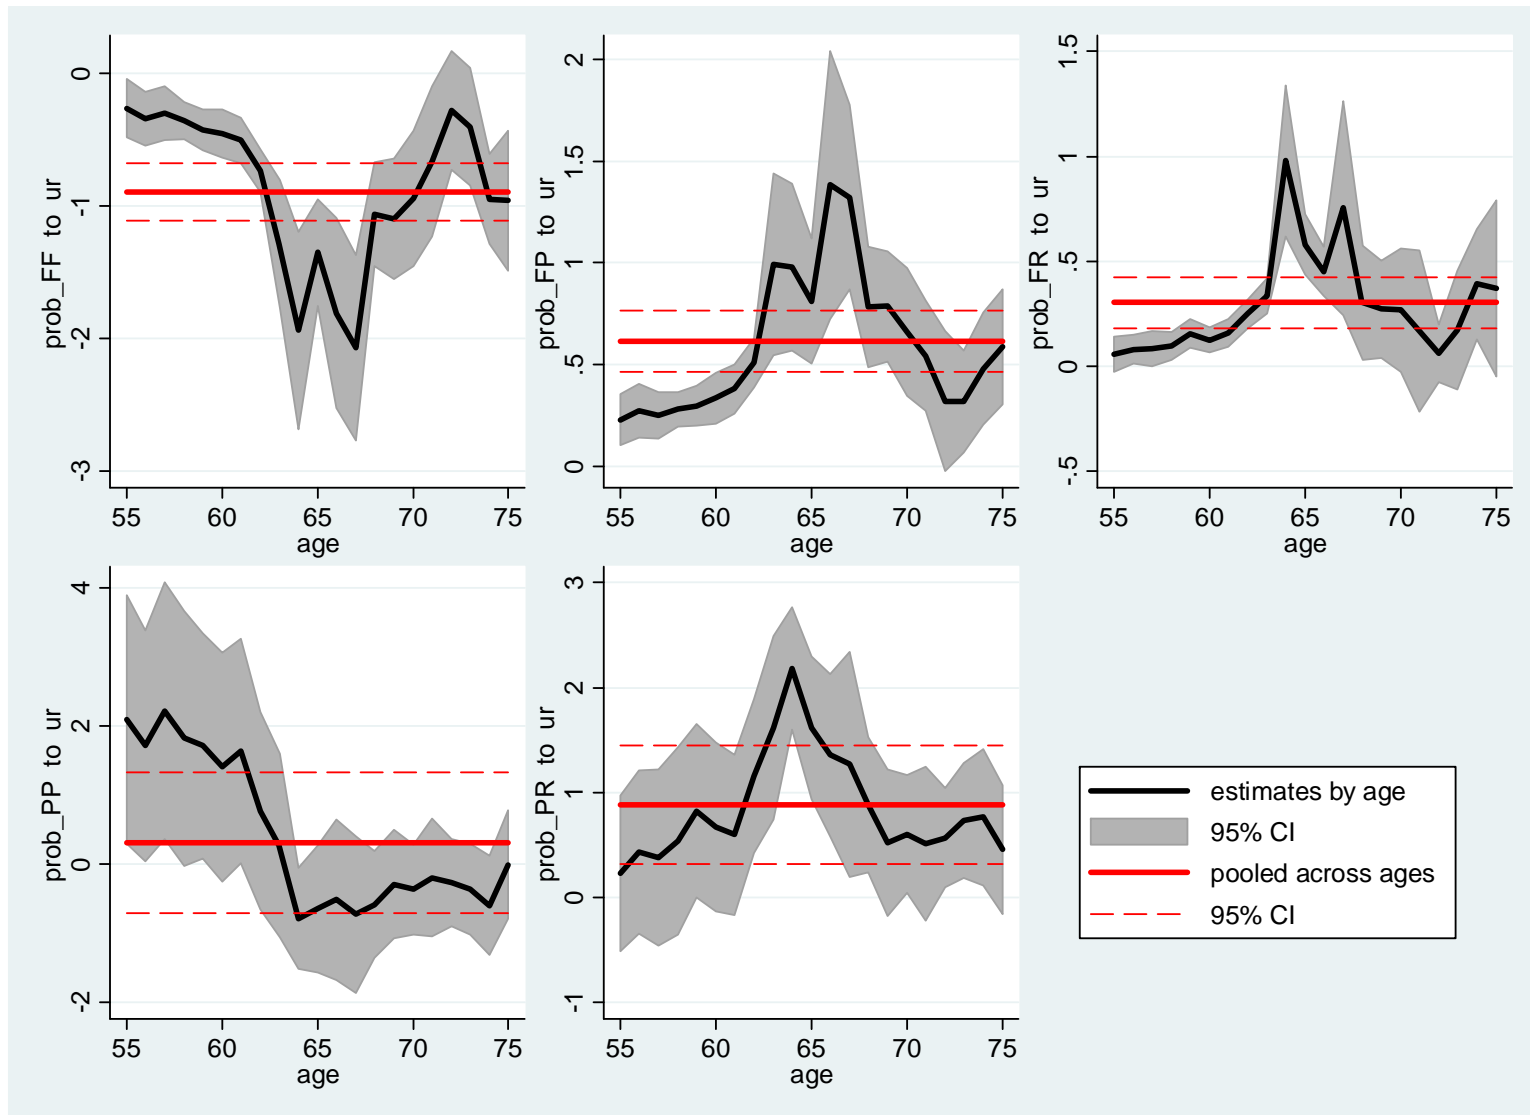 prob_FF to ur
0
-1
-2
-3
55 60 65 70 75
age
prob_FP to ur
2
1.5
1
.5
0
55 60 65 70 75
age
prob_FR to ur
1.5
1
.5
0
-.5
55 60 65 70 75
age
prob_PP to ur
4
2
0
-2
55 60 65 70 75
age
prob_PR to ur
3
2
1
0
-1
55 60 65 70 75
age
estimates by age
95% CI
pooled across ages
95% CI